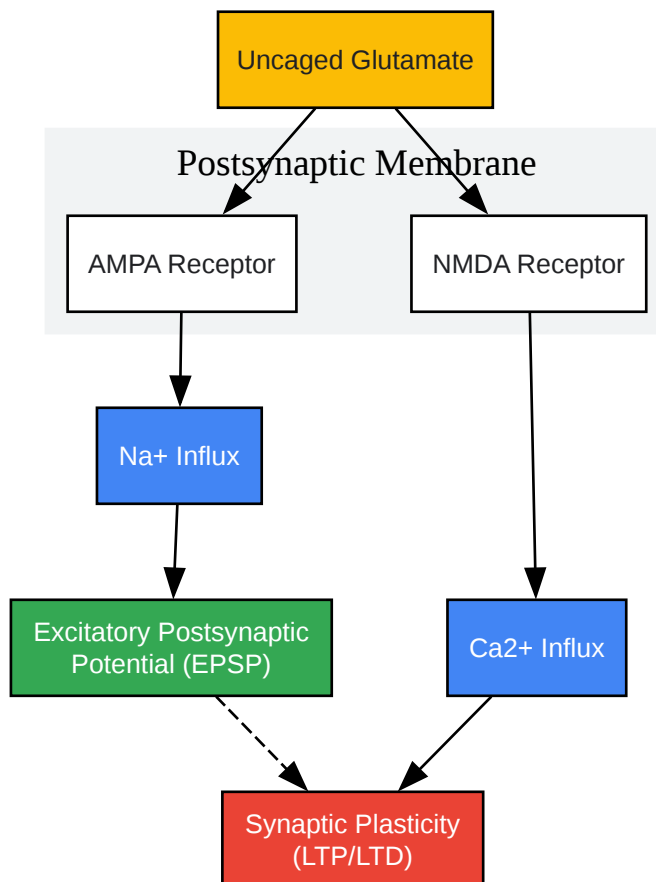 Uncaged Glutamate
Postsynaptic Membrane
AMPA Receptor
NMDA Receptor
Na+ Influx
Excitatory Postsynaptic
Potential (EPSP)
Ca2+ Influx
Synaptic Plasticity
(LTP/LTD)